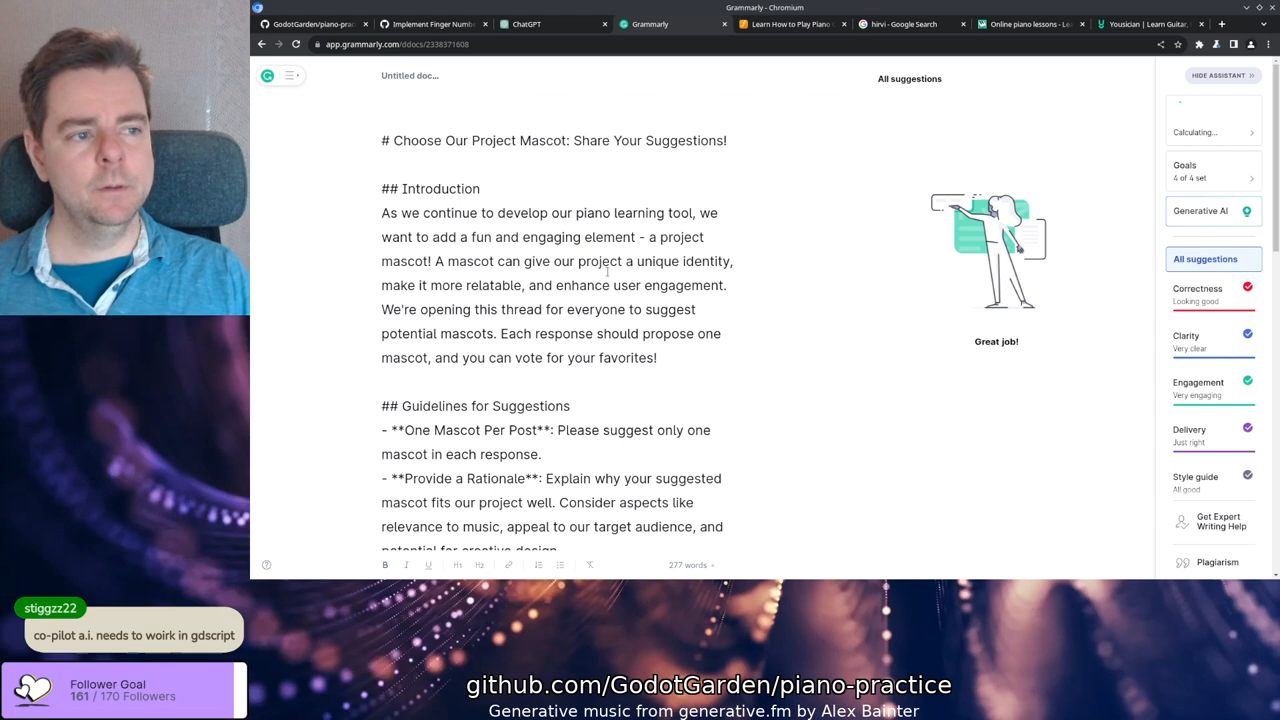 Grammarly - Chromium
GodotGarden/piano-prac
Implement Finger Numb
ChatGPT
Grammarly
Learn How to Play Piano
hirvi - Google Search
Online piano lessons - Le
Yousician | Learn Guitar,
app.grammarly.com/ddocs/2338371608
Untitled doc...
All suggestions
HIDE ASSISTANT
# Choose Our Project Mascot: Share Your Suggestions!
## Introduction
As we continue to develop our piano learning tool, we
want to add a fun and engaging element - a project
mascot! A mascot can give our project a unique identity,
make it more relatable, and enhance user engagement.
We're opening this thread for everyone to suggest
potential mascots. Each response should propose one
mascot, and you can vote for your favorites!
## Guidelines for Suggestions
- **One Mascot Per Post**: Please suggest only one
mascot in each response.
- **Provide a Rationale**: Explain why your suggested
mascot fits our project well. Consider aspects like
relevance to music, appeal to our target audience, and
potential for creative design
B I U H1 H2
277 words
Great job!
Calculating...
Goals
4 of 4 set
Generative AI
All suggestions
Correctness
Looking good
Clarity
Very clear
Engagement
Very engaging
Delivery
Just right
Style guide
All good
Get Expert
Writing Help
Plagiarism
stiggzz22
co-pilot a.i. needs to woirk in gdscript
Follower Goal
161 / 170 Followers
github.com/GodotGarden/piano-practice
Generative music from generative.fm by Alex Bainter